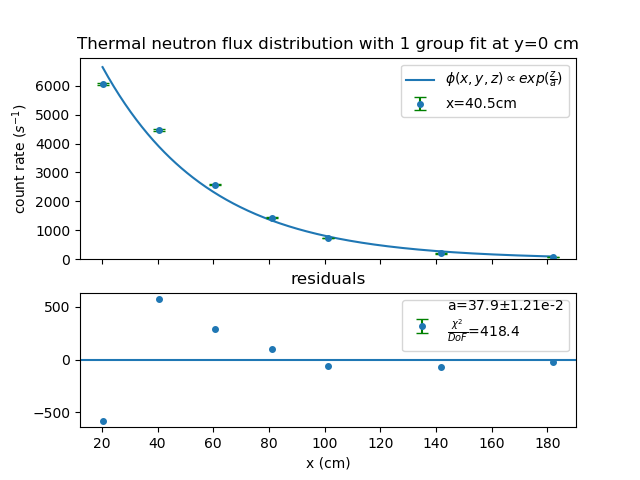 Thermal neutron flux distribution with 1 group fit at y=0 cm
ϕ(x, y, z) ∝ exp(z/a)
x=40.5cm
count rate (s⁻¹)
6000
5000
4000
3000
2000
1000
0
residuals
a=37.9±1.21e-2
χ²/DoF=418.4
500
0
−500
20 40 60 80 100 120 140 160 180
x (cm)